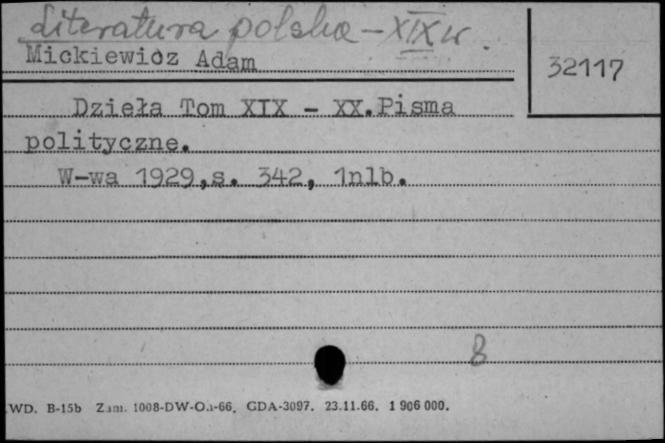 Literatura polska - XIX w.
Mickiewicz Adam
32117
Dzieła Tom XIX - XX.Pisma
polityczne.
W-wa 1929,s. 342, 1nlb.
8
WD. B-15b Zam. 1008-DW-Oa-66. GDA-3097. 23.11.66. 1 906 000.